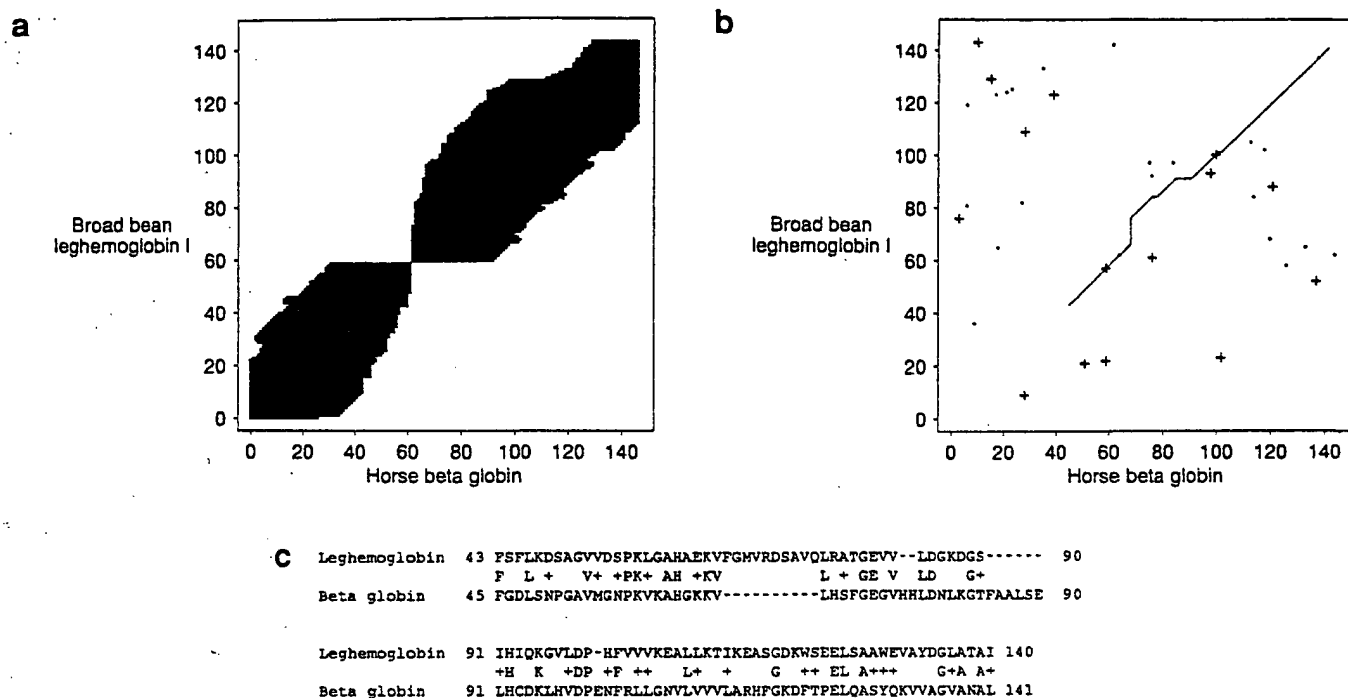 a
140
120
100
80
60
40
20
0
Broad bean
leghemoglobin I
0 20 40 60 80 100 120 140
Horse beta globin
b
140
120
100
80
60
40
20
0
Broad bean
leghemoglobin I
0 20 40 60 80 100 120 140
Horse beta globin
c
Leghemoglobin 43 FSFLKDSAGVVDSPKLGAHAEKVFGMVRDSAVQLRATGEVV--LDGKDGS------ 90
F L + V+ +PK+ AH +KV L + GE V LD G+
Beta globin 45 FGDLSNPGAVMGNPKVKAHGKKV----------LHSFGEGVHHLDNLKGTFAALSE 90
Leghemoglobin 91 IHIQKGVLDP-HFVVVKEALLKTIKEASGDKWSEELSAAWEVAYDGLATAI 140
+H K +DP +F ++ L+ + G ++ EL A+++ G+A A+
Beta globin 91 LHCDKLHVDPENFRLLGNVLVVVLARHFGKDFTPELQASYQKVVAGVANAL 141